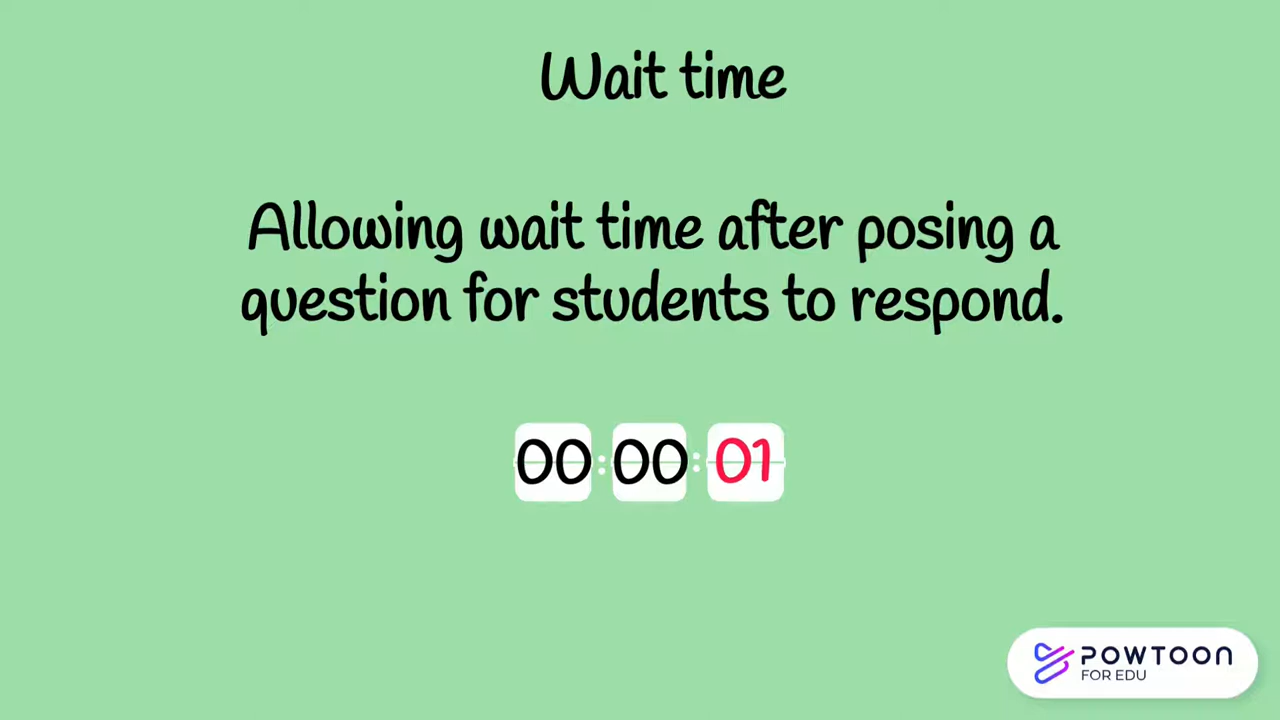 Wait time
Allowing wait time after posing a
question for students to respond.
00:00:01
POWTOON
FOR EDU